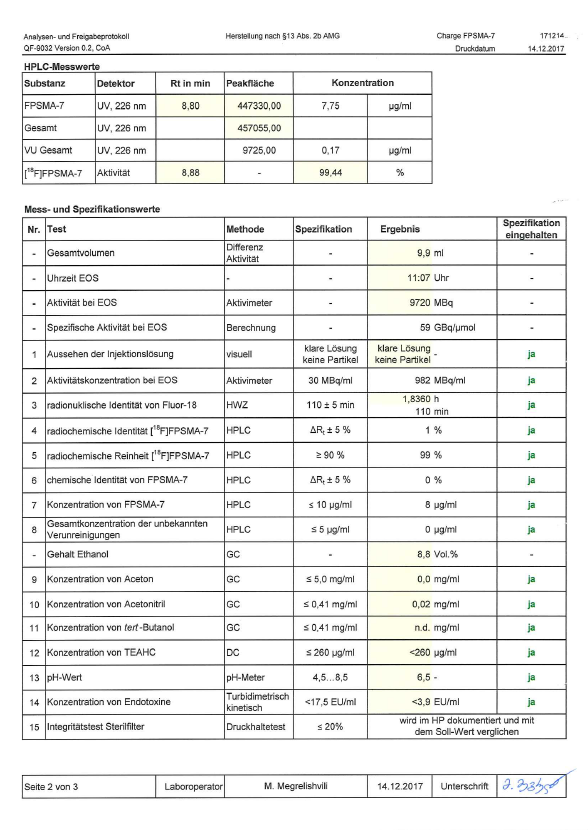 Analysen- und Freigabeprotokoll Herstellung nach §13 Abs. 2b AMG Charge FPSMA-7 171214
QF-9032 Version 0.2, CoA Druckdatum 14.12.2017
HPLC-Messwerte
Substanz Detektor Rt in min Peakfläche Konzentration
FPSMA-7 UV, 226 nm 8,80 447330,00 7,75 µg/ml
Gesamt UV, 226 nm 457055,00
VU Gesamt UV, 226 nm 9725,00 0,17 µg/ml
[18F]FPSMA-7 Aktivität 8,88 - 99,44 %
Mess- und Spezifikationswerte
Nr. Test Methode Spezifikation Ergebnis Spezifikation eingehalten
- Gesamtvolumen Differenz Aktivität - 9,9 ml -
- Uhrzeit EOS - - 11:07 Uhr -
- Aktivität bei EOS Aktivimeter - 9720 MBq -
- Spezifische Aktivität bei EOS Berechnung - 59 GBq/µmol -
1 Aussehen der Injektionslösung visuell klare Lösung keine Partikel klare Lösung keine Partikel - ja
2 Aktivitätskonzentration bei EOS Aktivimeter 30 MBq/ml 982 MBq/ml ja
3 radionuklische Identität von Fluor-18 HWZ 110 ± 5 min 1,8360 h 110 min ja
4 radiochemische Identität [18F]FPSMA-7 HPLC ΔRt ± 5 % 1 % ja
5 radiochemische Reinheit [18F]FPSMA-7 HPLC ≥ 90 % 99 % ja
6 chemische Identität von FPSMA-7 HPLC ΔRt ± 5 % 0 % ja
7 Konzentration von FPSMA-7 HPLC ≤ 10 µg/ml 8 µg/ml ja
8 Gesamtkonzentration der unbekannten Verunreinigungen HPLC ≤ 5 µg/ml 0 µg/ml ja
- Gehalt Ethanol GC - 8,8 Vol.% -
9 Konzentration von Aceton GC ≤ 5,0 mg/ml 0,0 mg/ml ja
10 Konzentration von Acetonitril GC ≤ 0,41 mg/ml 0,02 mg/ml ja
11 Konzentration von tert-Butanol GC ≤ 0,41 mg/ml n.d. mg/ml ja
12 Konzentration von TEAHC DC ≤ 260 µg/ml <260 µg/ml ja
13 pH-Wert pH-Meter 4,5...8,5 6,5 - ja
14 Konzentration von Endotoxine Turbidimetrisch kinetisch <17,5 EU/ml <3,9 EU/ml ja
15 Integritätstest Sterilfilter Druckhaltetest ≤ 20% wird im HP dokumentiert und mit dem Soll-Wert verglichen
Seite 2 von 3 Laboroperator M. Megrelishvili 14.12.2017 Unterschrift